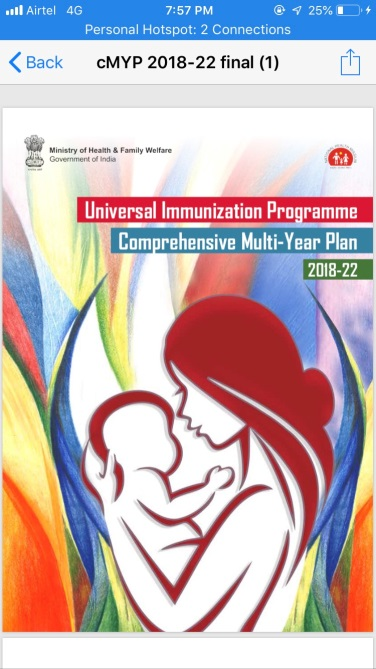 Airtel 4G 7:57 PM 25%
Personal Hotspot: 2 Connections
Back cMYP 2018-22 final (1)
Ministry of Health & Family Welfare
Government of India
Universal Immunization Programme
Comprehensive Multi-Year Plan
2018-22